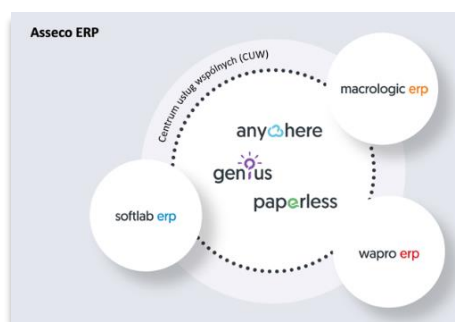 Asseco ERP
Centrum usług wspólnych (CUW)
macrologic erp
anywhere
genius
paperless
softlab erp
wapro erp